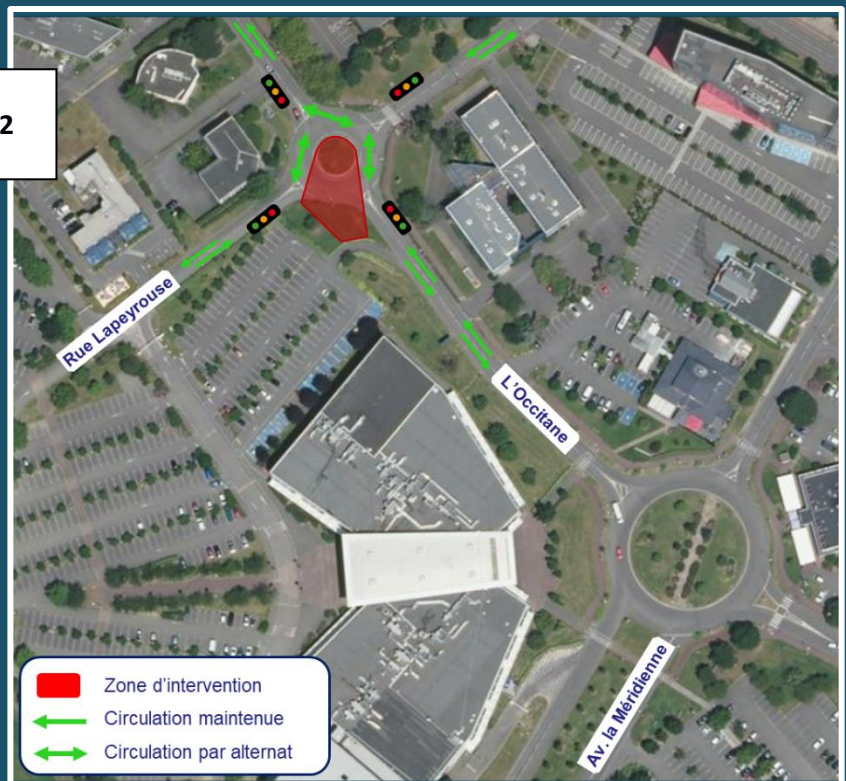 2
Rue Lapeyrouse
L'Occitane
Av. la Méridienne
Zone d'intervention
Circulation maintenue
Circulation par alternat